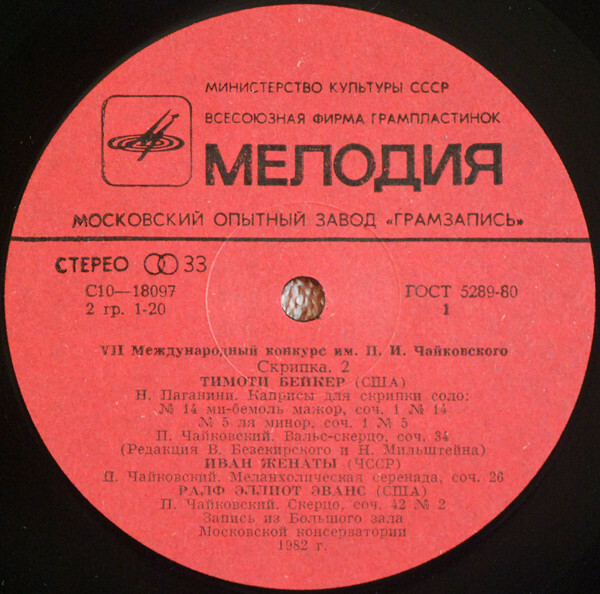 МИНИСТЕРСТВО КУЛЬТУРЫ СССР
ВСЕСОЮЗНАЯ ФИРМА ГРАМПЛАСТИНОК
МЕЛОДИЯ
МОСКОВСКИЙ ОПЫТНЫЙ ЗАВОД «ГРАМЗАПИСЬ»
СТЕРЕО 33
С10—18097 ГОСТ 5289-80
2 гр. 1-20 1
VII Международный конкурс им. П. И. Чайковского
Скрипка. 2
ТИМОТИ БЕЙКЕР (США)
Н. Паганини. Каприсы для скрипки соло:
№ 14 ми-бемоль мажор, соч. 1 № 14
№ 5 ля минор, соч. 1 № 5
П. Чайковский. Вальс-скерцо, соч. 34
(Редакция В. Безекирского и Н. Мильштейна)
ИВАН ЖЕНАТЫ (ЧССР)
П. Чайковский. Меланхолическая серенада, соч. 26
РАЛФ ЭЛЛИОТ ЭВАНС (США)
П. Чайковский. Скерцо, соч. 42 № 2
Запись из Большого зала
Московской консерватории
1982 г.